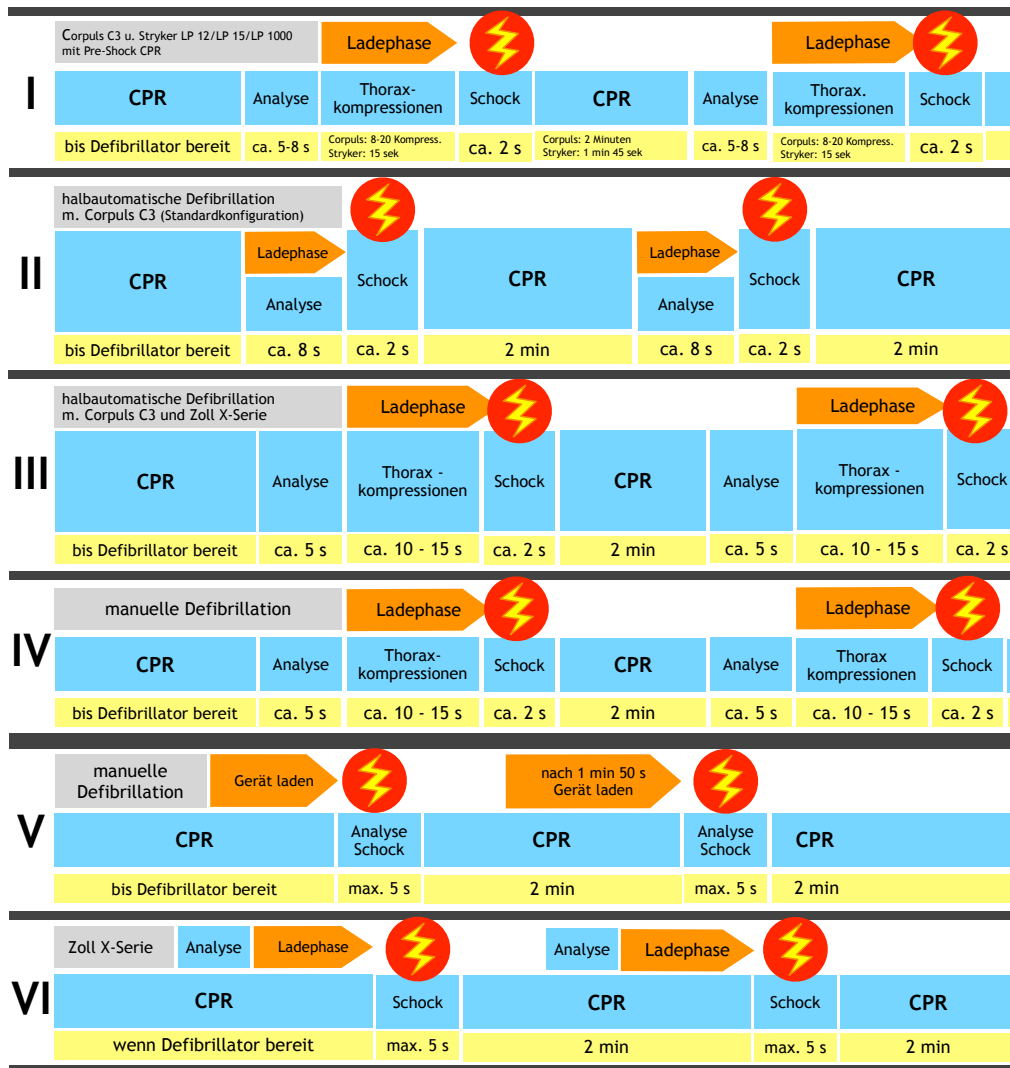 Corpuls C3 u. Stryker LP 12/LP 15/LP 1000
mit Pre-Shock CPR
Ladephase
Ladephase
I
CPR
Analyse
Thorax-
kompressionen
Schock
CPR
Analyse
Thorax.
kompressionen
Schock
bis Defibrillator bereit
ca. 5-8 s
Corpuls: 8-20 Kompress.
Stryker: 15 sek
ca. 2 s
Corpuls: 2 Minuten
Stryker: 1 min 45 sek
ca. 5-8 s
Corpuls: 8-20 Kompress.
Stryker: 15 sek
ca. 2 s
halbautomatische Defibrillation
m. Corpuls C3 (Standardkonfiguration)
II
CPR
Ladephase
Analyse
Schock
CPR
Ladephase
Analyse
Schock
CPR
bis Defibrillator bereit
ca. 8 s
ca. 2 s
2 min
ca. 8 s
ca. 2 s
2 min
halbautomatische Defibrillation
m. Corpuls C3 und Zoll X-Serie
Ladephase
Ladephase
III
CPR
Analyse
Thorax -
kompressionen
Schock
CPR
Analyse
Thorax -
kompressionen
Schock
bis Defibrillator bereit
ca. 5 s
ca. 10 - 15 s
ca. 2 s
2 min
ca. 5 s
ca. 10 - 15 s
ca. 2 s
manuelle Defibrillation
Ladephase
Ladephase
IV
CPR
Analyse
Thorax-
kompressionen
Schock
CPR
Analyse
Thorax
kompressionen
Schock
bis Defibrillator bereit
ca. 5 s
ca. 10 - 15 s
ca. 2 s
2 min
ca. 5 s
ca. 10 - 15 s
ca. 2 s
manuelle
Defibrillation
Gerät laden
nach 1 min 50 s
Gerät laden
V
CPR
Analyse
Schock
CPR
Analyse
Schock
CPR
bis Defibrillator bereit
max. 5 s
2 min
max. 5 s
2 min
Zoll X-Serie
Analyse
Ladephase
Analyse
Ladephase
VI
CPR
Schock
CPR
Schock
CPR
wenn Defibrillator bereit
max. 5 s
2 min
max. 5 s
2 min